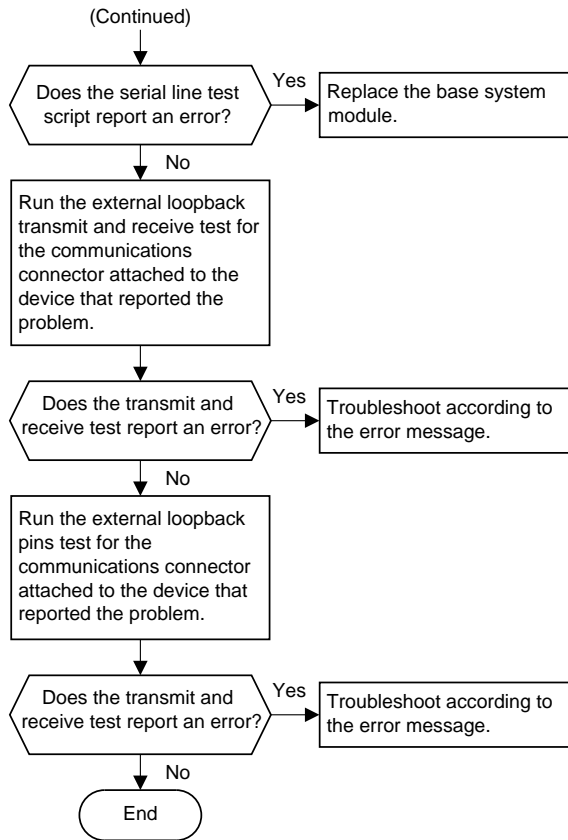 (Continued)
Does the serial line test
script report an error?
Yes
Replace the base system
module.
No
Run the external loopback
transmit and receive test for
the communications
connector attached to the
device that reported the
problem.
Does the transmit and
receive test report an error?
Yes
Troubleshoot according to
the error message.
No
Run the external loopback
pins test for the
communications connector
attached to the device that
reported the problem.
Does the transmit and
receive test report an error?
Yes
Troubleshoot according to
the error message.
No
End